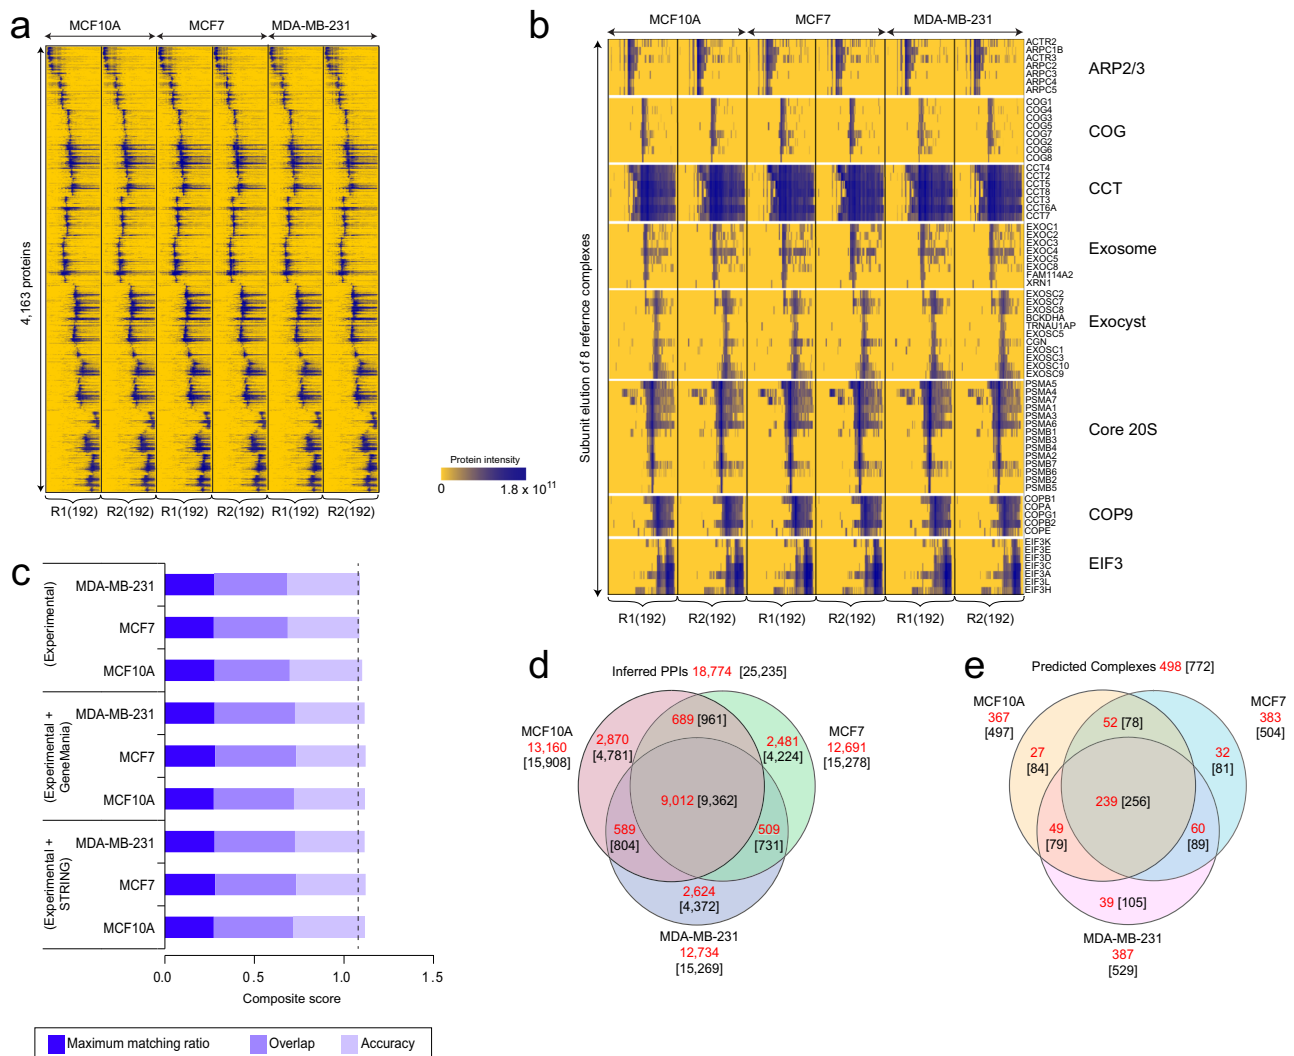 a
MCF10A MCF7 MDA-MB-231
4,163 proteins
R1(192) R2(192) R1(192) R2(192) R1(192) R2(192)
Protein intensity
0 1.8 x 10^11
b
MCF10A MCF7 MDA-MB-231
Subunit elution of 8 refernce complexes
ACTR2
ARPC1B
ACTR3
ARPC2
ARPC3
ARPC4
ARPC5
ARP2/3
COG1
COG4
COG3
COG5
COG7
COG2
COG6
COG8
COG
CCT4
CCT2
CCT5
CCT8
CCT3
CCT6A
CCT7
CCT
EXOC1
EXOC2
EXOC3
EXOC4
EXOC5
EXOC8
FAM114A2
XRN1
Exosome
EXOSC2
EXOSC7
EXOSC8
BCKDHA
TRNAU1AP
EXOSC5
CGN
EXOSC1
EXOSC3
EXOSC10
EXOSC9
Exocyst
PSMA5
PSMA4
PSMA7
PSMA1
PSMA3
PSMA6
PSMB1
PSMB3
PSMB4
PSMA2
PSMB7
PSMB6
PSMB2
PSMB5
Core 20S
COPB1
COPA
COPG1
COPB2
COPE
COP9
EIF3K
EIF3E
EIF3D
EIF3C
EIF3A
EIF3L
EIF3H
EIF3
R1(192) R2(192) R1(192) R2(192) R1(192) R2(192)
c
(Experimental)
MDA-MB-231
MCF7
MCF10A
(Experimental +
GeneMania)
MDA-MB-231
MCF7
MCF10A
(Experimental +
STRING)
MDA-MB-231
MCF7
MCF10A
0.0 0.5 1.0 1.5
Composite score
Maximum matching ratio Overlap Accuracy
d
Inferred PPIs 18,774 [25,235]
MCF10A
13,160
[15,908]
MCF7
12,691
[15,278]
689 [961]
2,870
[4,781]
2,481
[4,224]
9,012 [9,362]
589
[804]
509
[731]
2,624
[4,372]
MDA-MB-231
12,734
[15,269]
e
Predicted Complexes 498 [772]
MCF10A
367
[497]
MCF7
383
[504]
52 [78]
27
[84]
32
[81]
239 [256]
49
[79]
60
[89]
39 [105]
MDA-MB-231
387
[529]